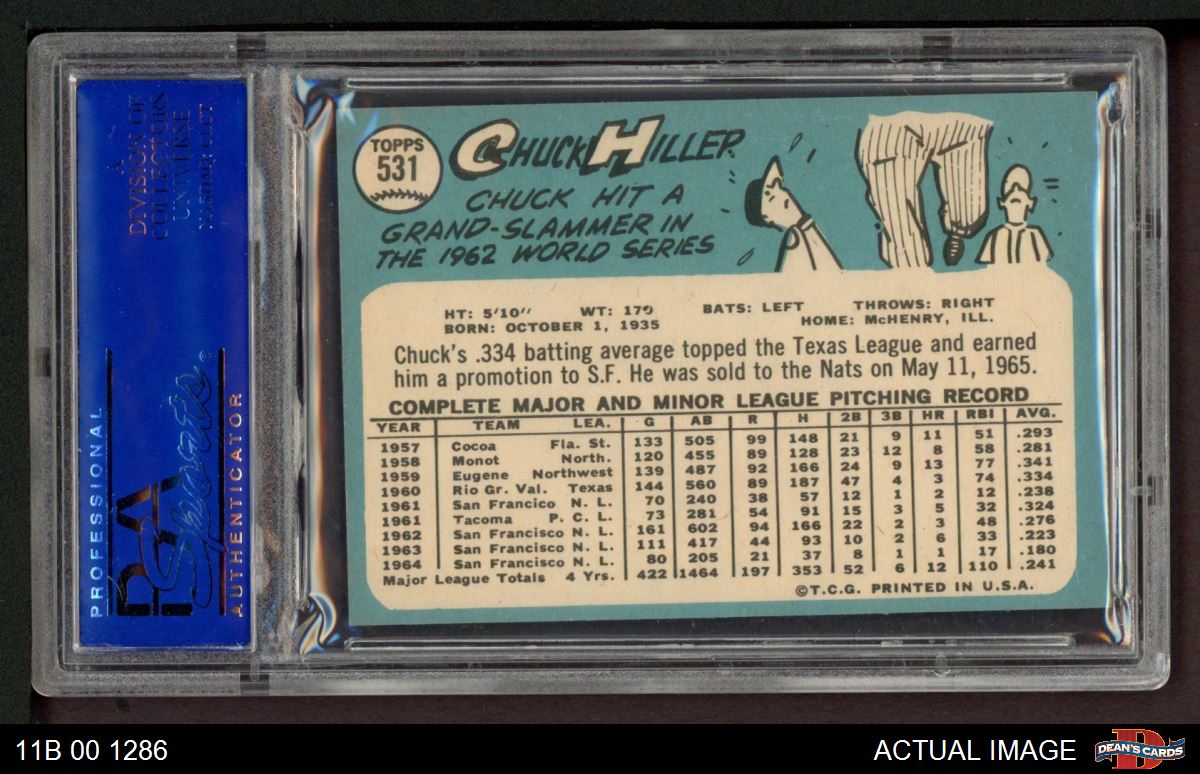 A
DIVISION OF
COLLECTORS
UNIVERSE
NASDAQ: CLCT
PROFESSIONAL
PSA
Sports®
AUTHENTICATOR
TOPPS
531
CHUCK HILLER
CHUCK HIT A
GRAND-SLAMMER IN
THE 1962 WORLD SERIES
HT: 5'10" WT: 170 BATS: LEFT THROWS: RIGHT
BORN: OCTOBER 1, 1935 HOME: McHENRY, ILL.
Chuck's .334 batting average topped the Texas League and earned
him a promotion to S.F. He was sold to the Nats on May 11, 1965.
COMPLETE MAJOR AND MINOR LEAGUE PITCHING RECORD
YEAR TEAM LEA. G AB R H 2B 3B HR RBI AVG.
1957 Cocoa Fla. St. 133 505 99 148 21 9 11 51 .293
1958 Monot North. 120 455 89 128 23 12 8 58 .281
1959 Eugene Northwest 139 487 92 166 24 9 13 77 .341
1960 Rio Gr. Val. Texas 144 560 89 187 47 4 3 74 .334
1961 San Francico N. L. 70 240 38 57 12 1 2 12 .238
1961 Tacoma P. C. L. 73 281 54 91 15 3 5 32 .324
1962 San Francisco N. L. 161 602 94 166 22 2 3 48 .276
1963 San Francisco N. L. 111 417 44 93 10 2 6 33 .223
1964 San Francisco N. L. 80 205 21 37 8 1 1 17 .180
Major League Totals 4 Yrs. 422 1464 197 353 52 6 12 110 .241
©T.C.G. PRINTED IN U.S.A.
11B 00 1286
ACTUAL IMAGE
DEAN'S CARDS